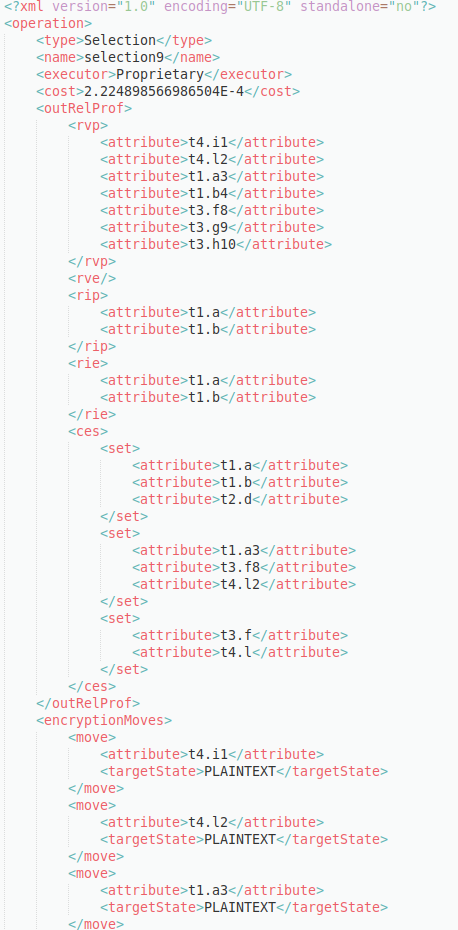 <?xml version="1.0" encoding="UTF-8" standalone="no"?>
<operation>
    <type>Selection</type>
    <name>selection9</name>
    <executor>Proprietary</executor>
    <cost>2.224898566986504E-4</cost>
    <outRelProf>
        <rvp>
            <attribute>t4.i1</attribute>
            <attribute>t4.l2</attribute>
            <attribute>t1.a3</attribute>
            <attribute>t1.b4</attribute>
            <attribute>t3.f8</attribute>
            <attribute>t3.g9</attribute>
            <attribute>t3.h10</attribute>
        </rvp>
        <rve/>
        <rip>
            <attribute>t1.a</attribute>
            <attribute>t1.b</attribute>
        </rip>
        <rie>
            <attribute>t1.a</attribute>
            <attribute>t1.b</attribute>
        </rie>
        <ces>
            <set>
                <attribute>t1.a</attribute>
                <attribute>t1.b</attribute>
                <attribute>t2.d</attribute>
            </set>
            <set>
                <attribute>t1.a3</attribute>
                <attribute>t3.f8</attribute>
                <attribute>t4.l2</attribute>
            </set>
            <set>
                <attribute>t3.f</attribute>
                <attribute>t4.l</attribute>
            </set>
        </ces>
    </outRelProf>
    <encryptionMoves>
        <move>
            <attribute>t4.i1</attribute>
            <targetState>PLAINTEXT</targetState>
        </move>
        <move>
            <attribute>t4.l2</attribute>
            <targetState>PLAINTEXT</targetState>
        </move>
        <move>
            <attribute>t1.a3</attribute>
            <targetState>PLAINTEXT</targetState>
        </move>